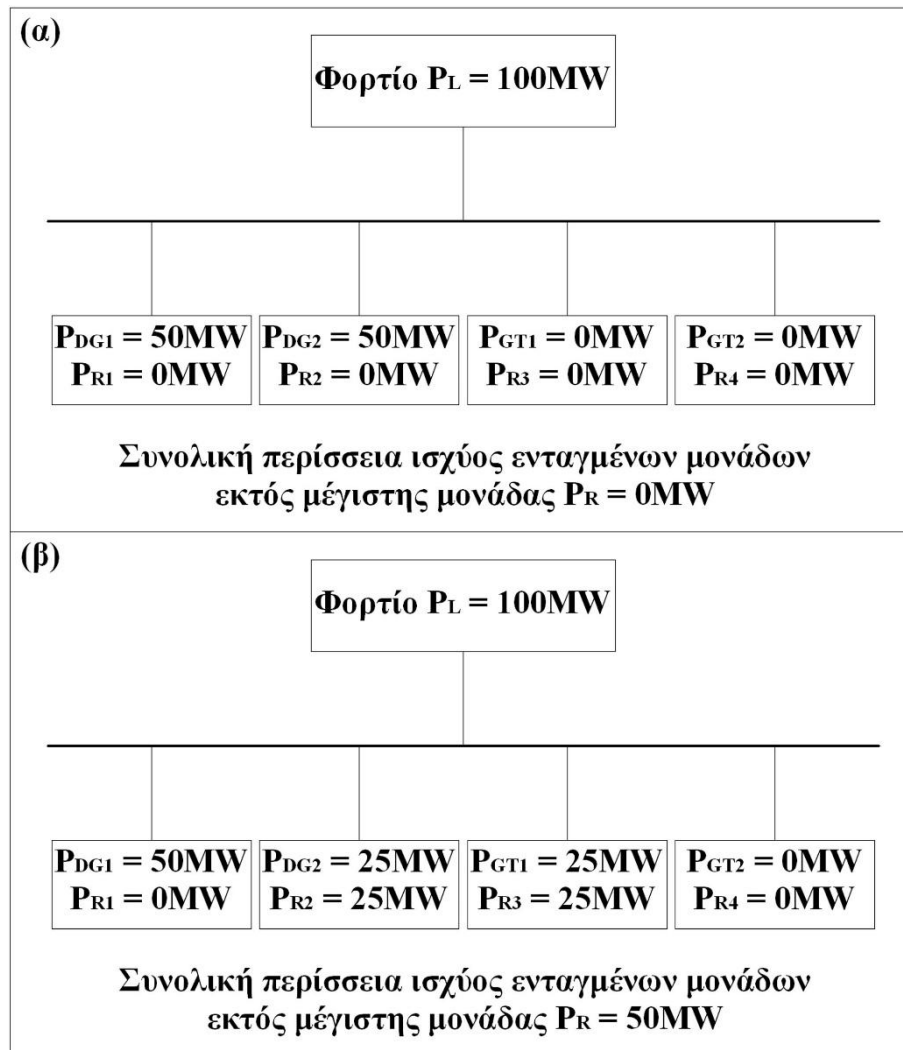 (α)
Φορτίο PL = 100MW
PDG1 = 50MW PDG2 = 50MW PGT1 = 0MW PGT2 = 0MW
PR1 = 0MW PR2 = 0MW PR3 = 0MW PR4 = 0MW
Συνολική περίσσεια ισχύος ενταγμένων μονάδων
εκτός μέγιστης μονάδας PR = 0MW
(β)
Φορτίο PL = 100MW
PDG1 = 50MW PDG2 = 25MW PGT1 = 25MW PGT2 = 0MW
PR1 = 0MW PR2 = 25MW PR3 = 25MW PR4 = 0MW
Συνολική περίσσεια ισχύος ενταγμένων μονάδων
εκτός μέγιστης μονάδας PR = 50MW